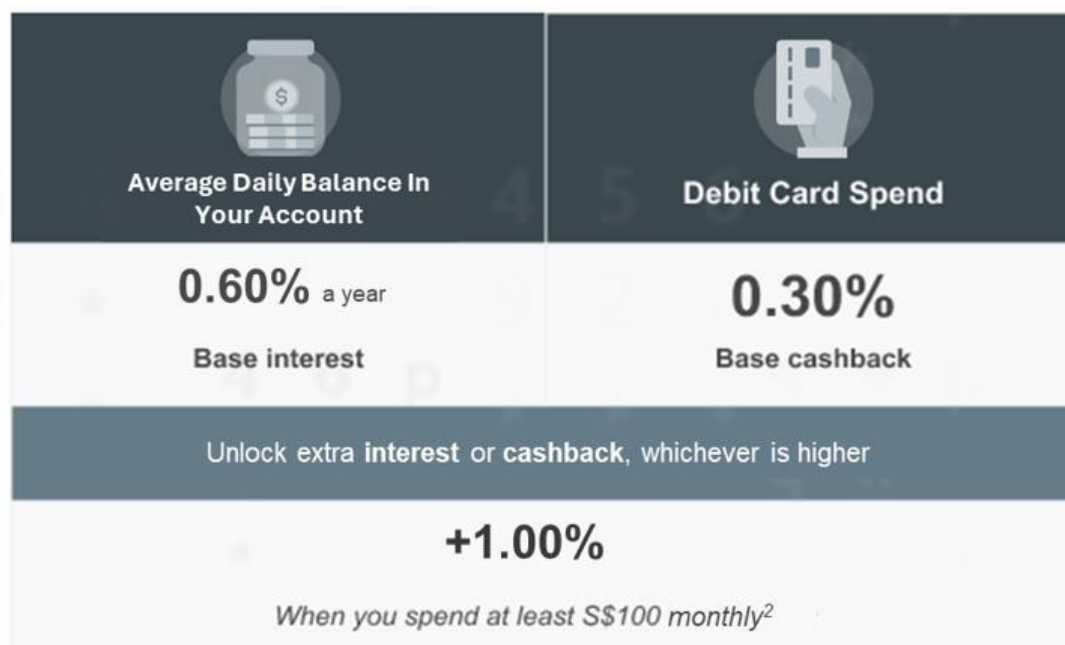 $
Average Daily Balance In
Your Account
Debit Card Spend
0.60% a year
Base interest
0.30%
Base cashback
Unlock extra interest or cashback, whichever is higher
+1.00%
When you spend at least S$100 monthly²